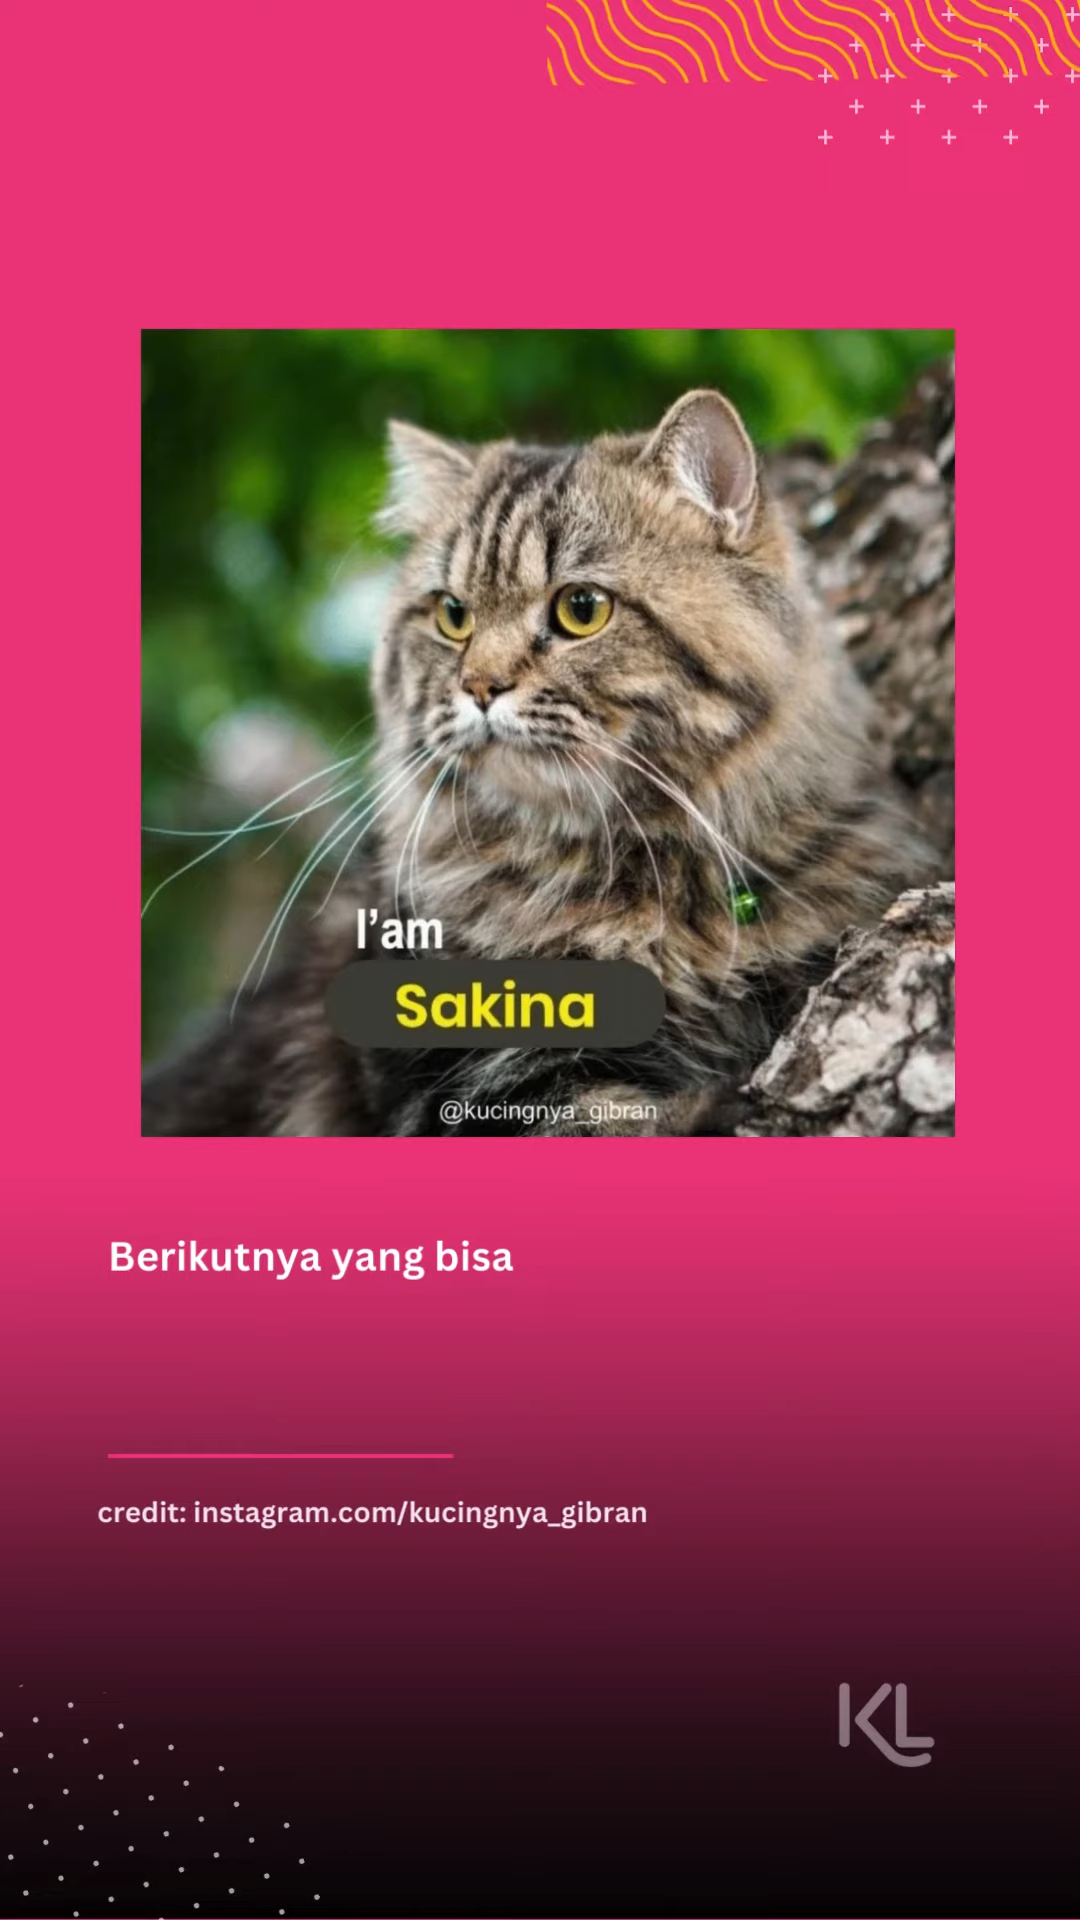 I'am
Sakina
@kucingnya_gibran
Berikutnya yang bisa
credit: instagram.com/kucingnya_gibran
KL